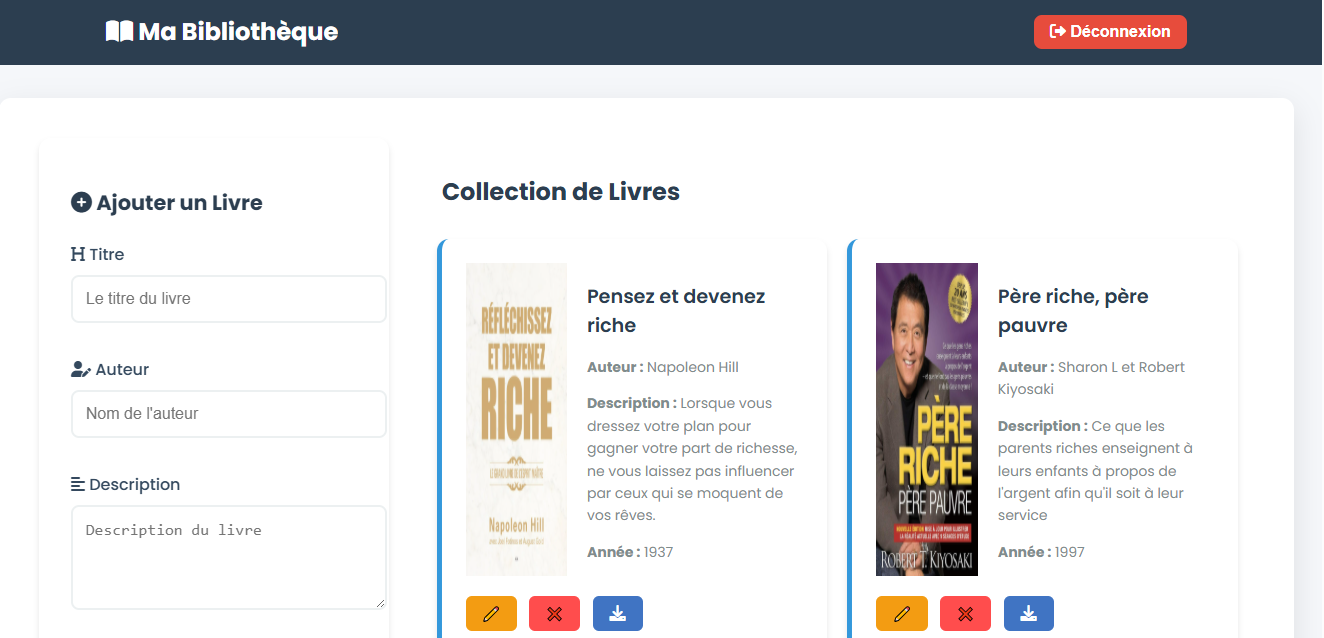 Ma Bibliothèque
Déconnexion
Ajouter un Livre
Titre
Le titre du livre
Auteur
Nom de l'auteur
Description
Description du livre
Collection de Livres
RÉFLÉCHISSEZ
ET DEVENEZ
RICHE
Napoleon Hill
Pensez et devenez
riche
Auteur : Napoleon Hill
Description : Lorsque vous
dressez votre plan pour
gagner votre part de richesse,
ne vous laissez pas influencer
par ceux qui se moquent de
vos rêves.
Année : 1937
PÈRE
RICHE
PÈRE PAUVRE
ROBERT T. KIYOSAKI
Père riche, père
pauvre
Auteur : Sharon L et Robert
Kiyosaki
Description : Ce que les
parents riches enseignent à
leurs enfants à propos de
l'argent afin qu'il soit à leur
service
Année : 1997